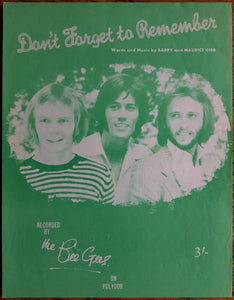 Don't Forget to Remember
Words and Music by BARRY and MAURICE GIBB
RECORDED
BY
the Bee Gees
ON
POLYDOR
3/-